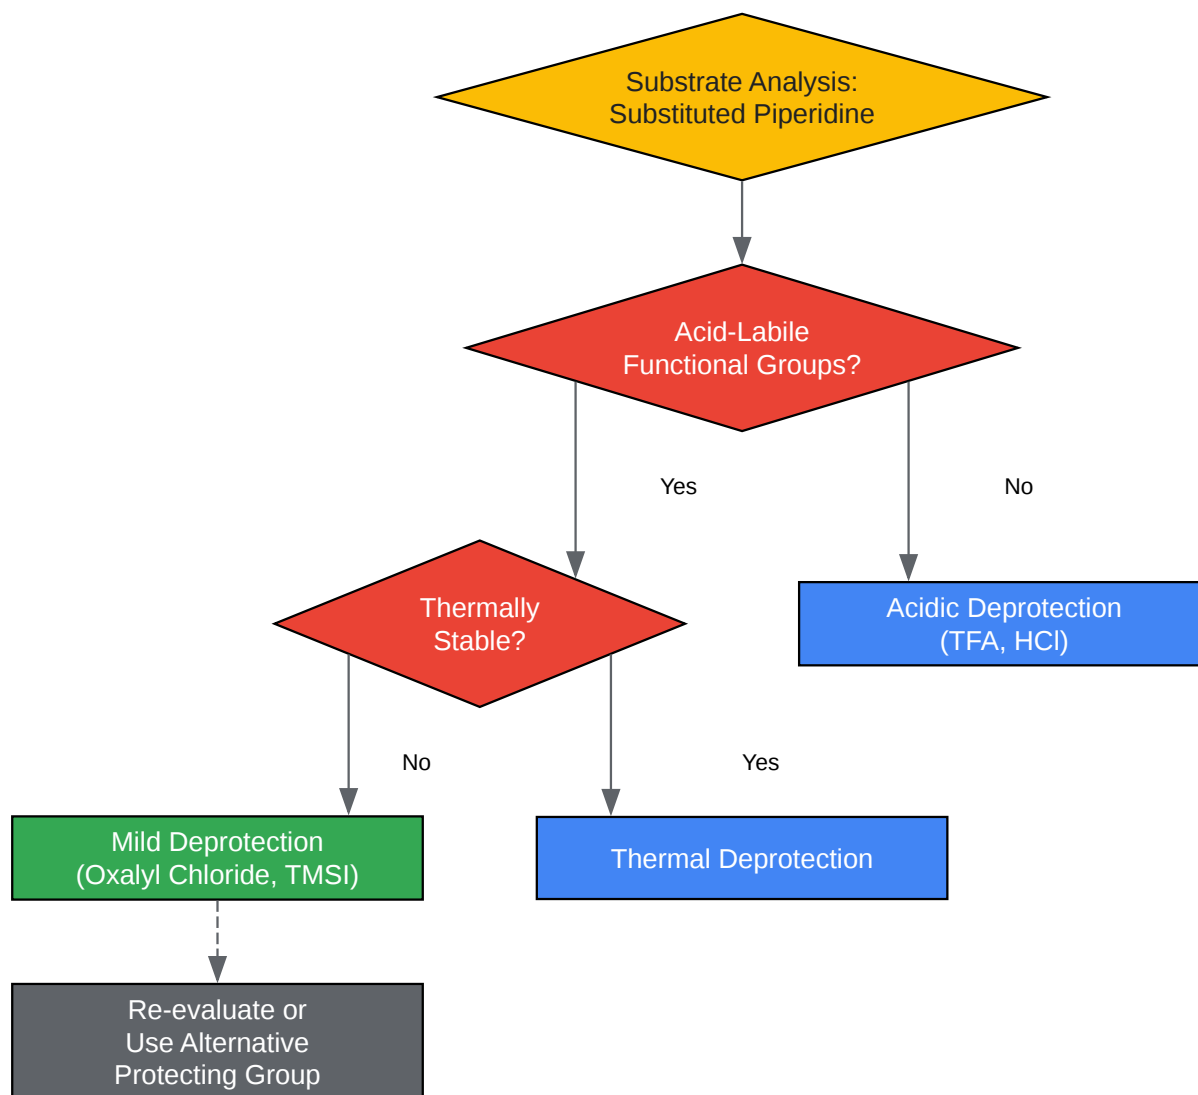 Substrate Analysis:
Substituted Piperidine
Acid-Labile
Functional Groups?
Yes
No
Thermally
Stable?
Acidic Deprotection
(TFA, HCl)
No
Yes
Mild Deprotection
(Oxalyl Chloride, TMSI)
Thermal Deprotection
Re-evaluate or
Use Alternative
Protecting Group